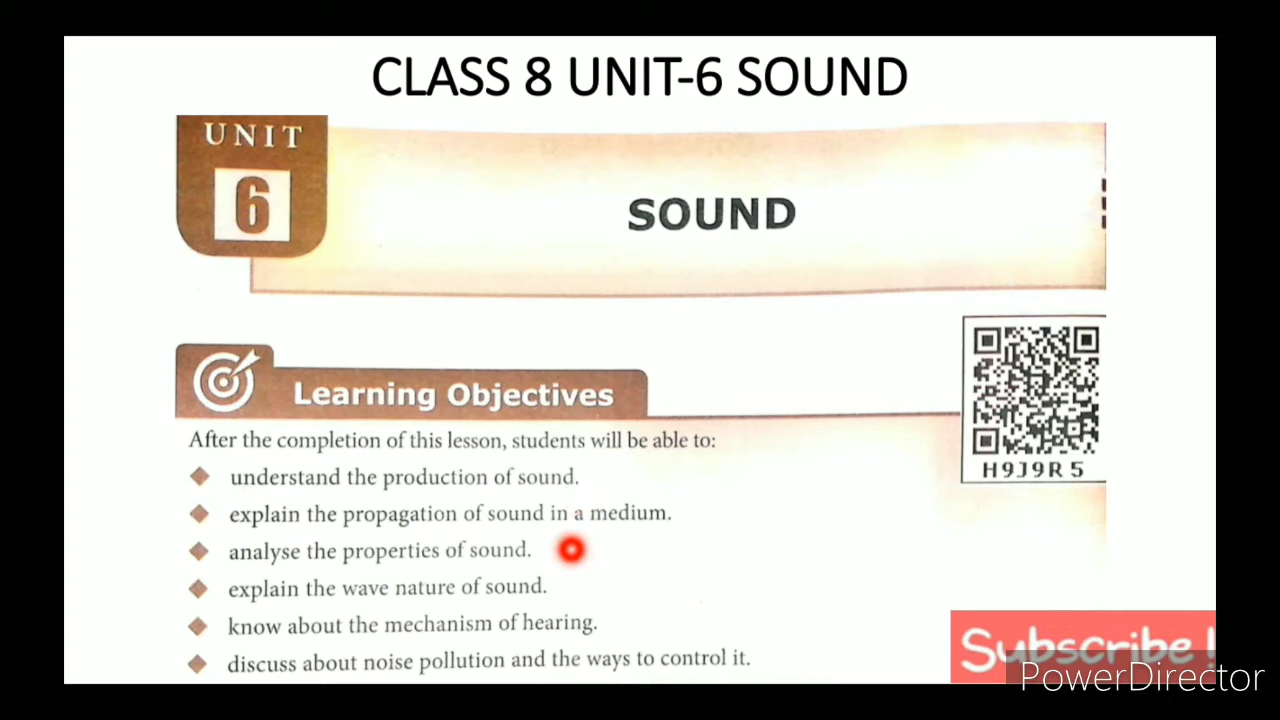 CLASS 8 UNIT-6 SOUND
UNIT
6
SOUND
Learning Objectives
H9J9R5
After the completion of this lesson, students will be able to:
understand the production of sound.
explain the propagation of sound in a medium.
analyse the properties of sound.
explain the wave nature of sound.
know about the mechanism of hearing.
discuss about noise pollution and the ways to control it.
Subscribe !
PowerDirector